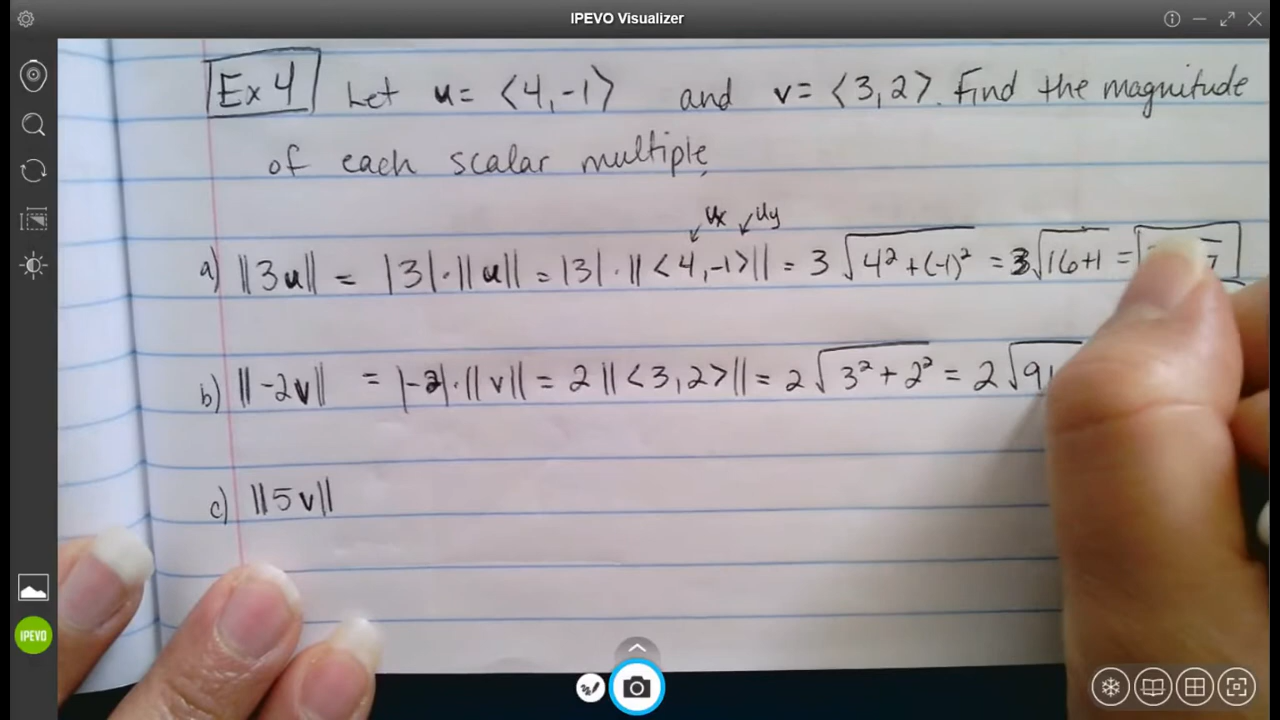 IPEVO Visualizer
Ex 4 Let u = ⟨4,-1⟩ and v = ⟨3,2⟩. Find the magnitude
of each scalar multiple.
ux uy
a) ||3u|| = |3|·||u|| = |3|·||⟨4,-1⟩|| = 3√4²+(-1)² = 3√16+1 =
b) ||-2v|| = |-2|·||v|| = 2||⟨3,2⟩|| = 2√3²+2² = 2√9
c) ||5v||
IPEVO